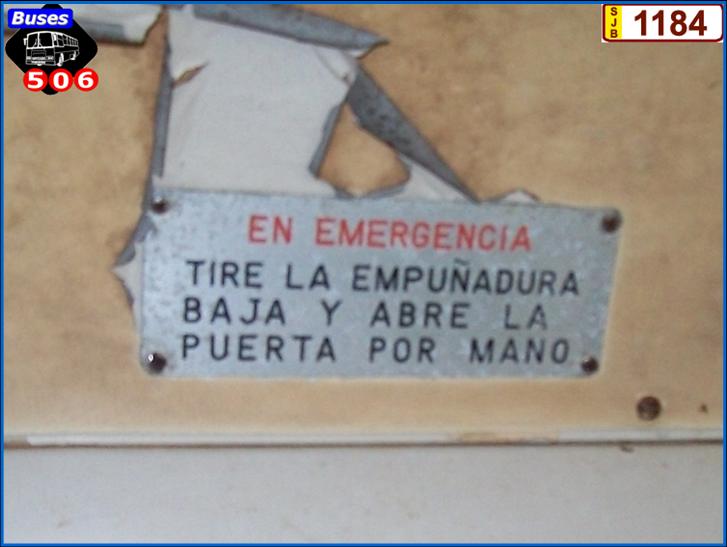 Buses
506
SJB 1184
EN EMERGENCIA
TIRE LA EMPUÑADURA
BAJA Y ABRE LA
PUERTA POR MANO